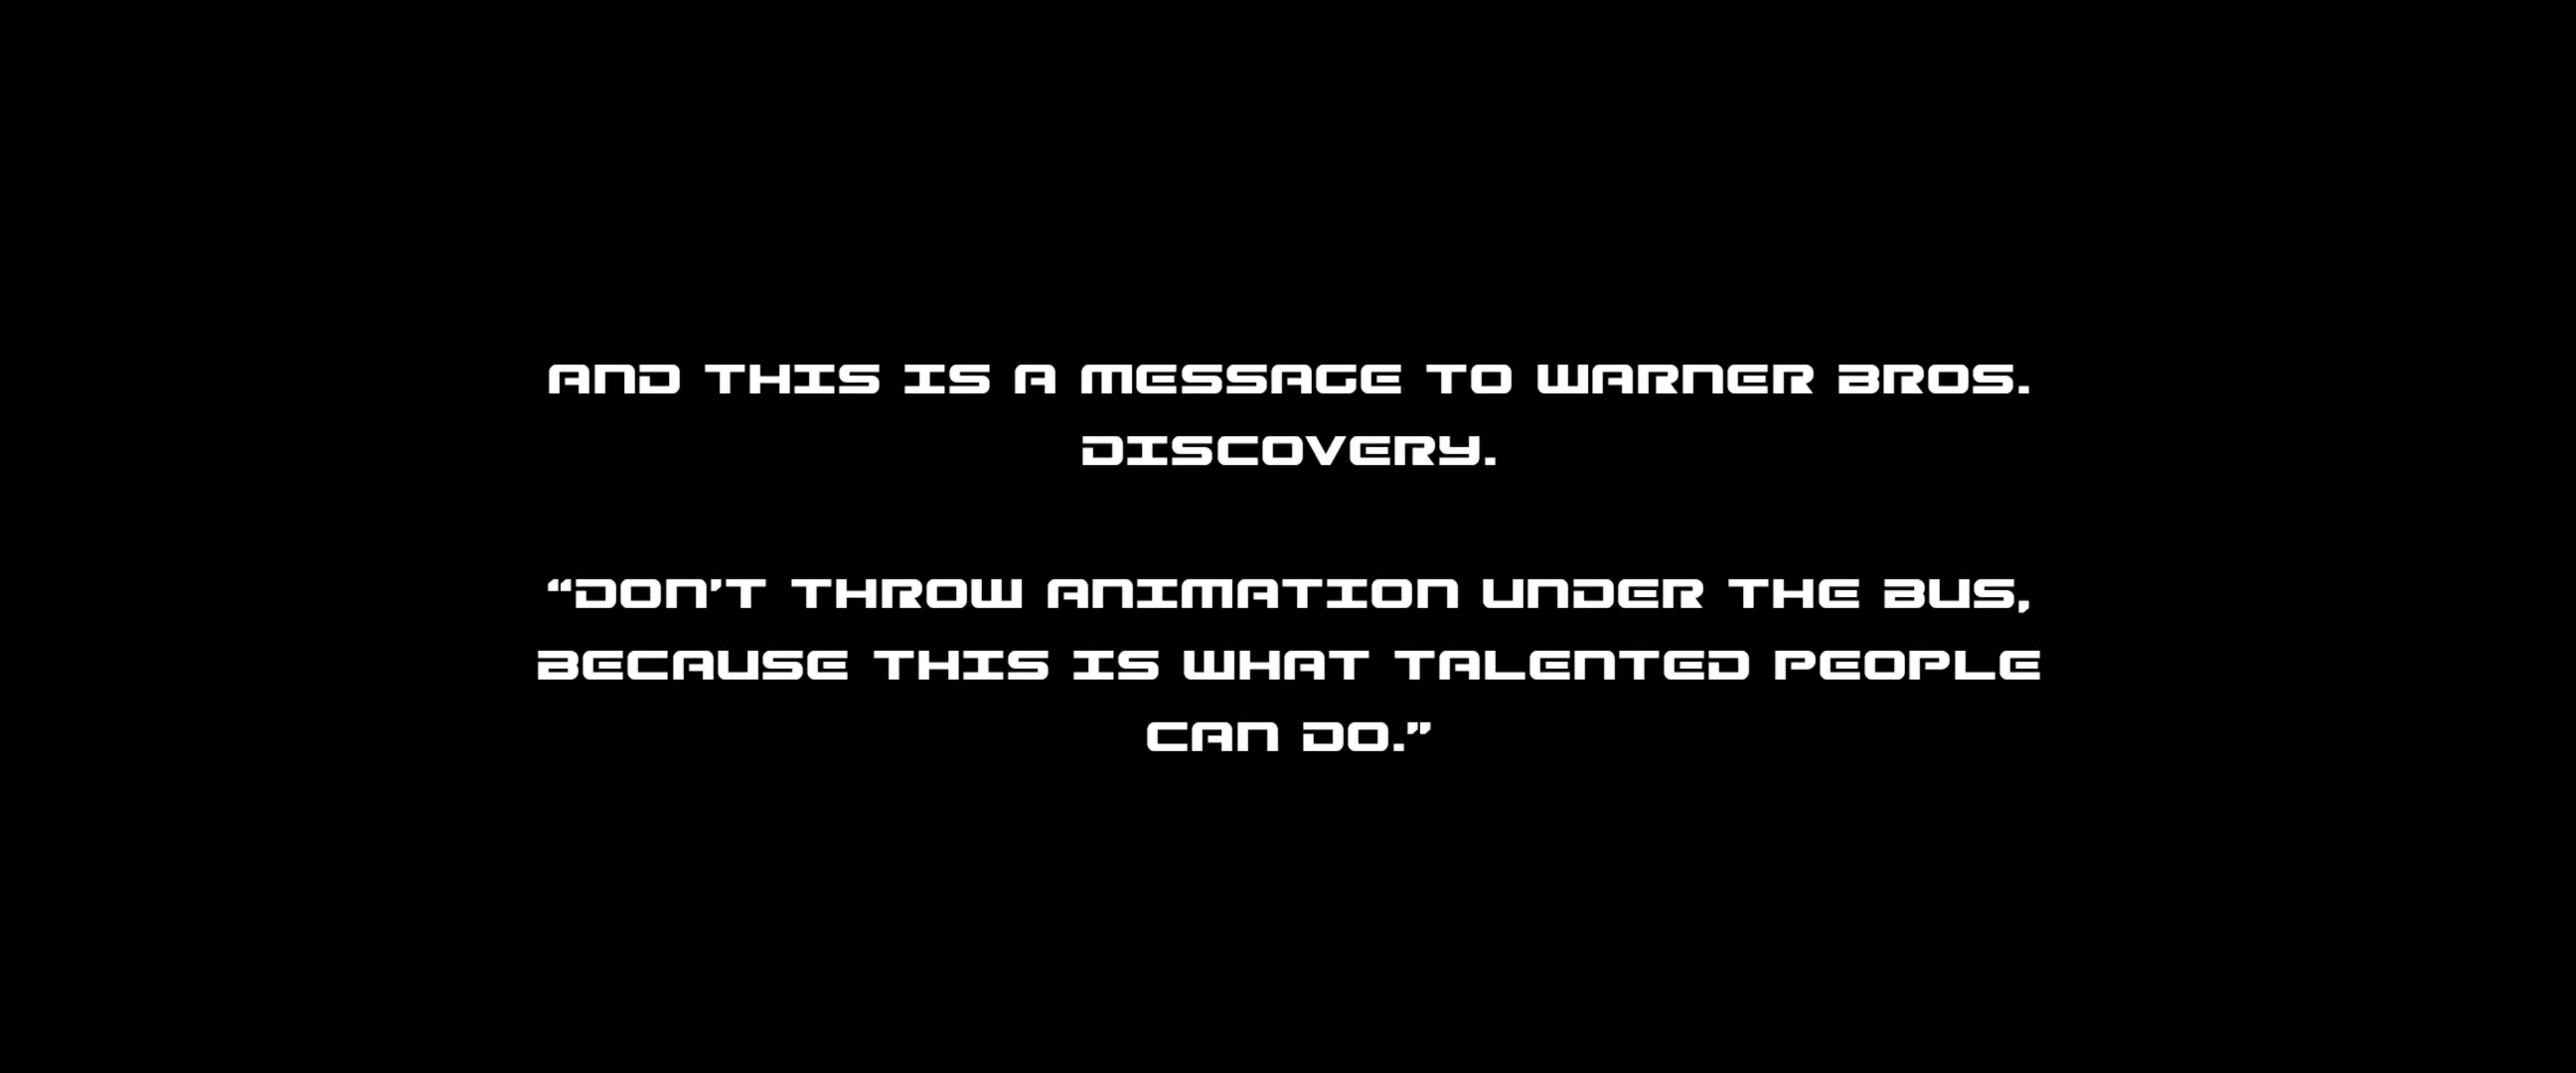 AND THIS IS A MESSAGE TO WARNER BROS.
DISCOVERY.
“DON’T THROW ANIMATION UNDER THE BUS,
BECAUSE THIS IS WHAT TALENTED PEOPLE
CAN DO.”